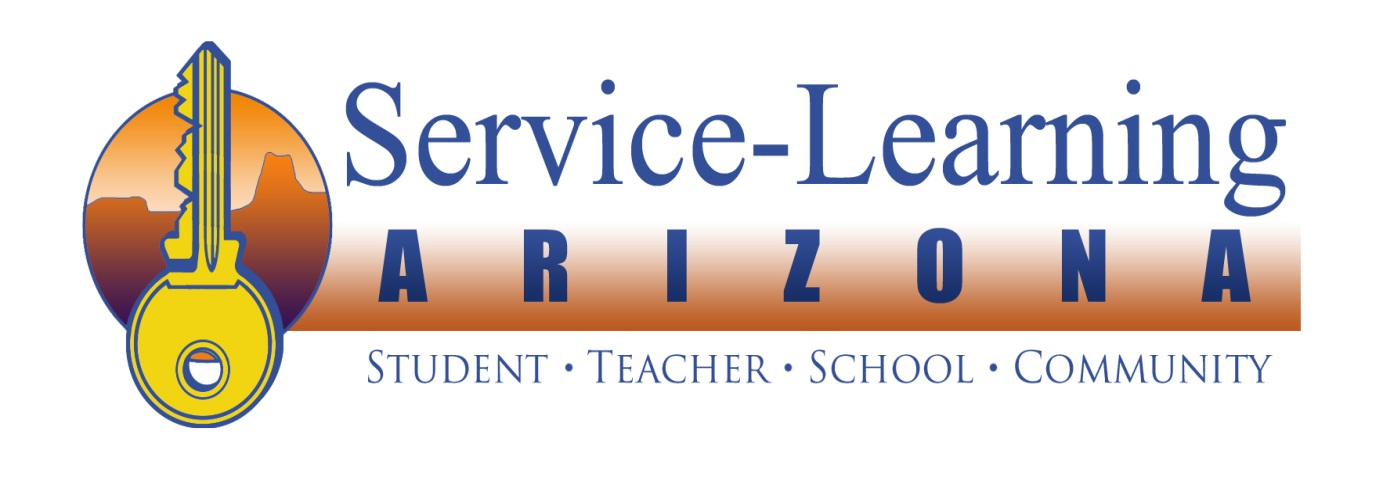 Service-Learning
ARIZONA
STUDENT • TEACHER • SCHOOL • COMMUNITY